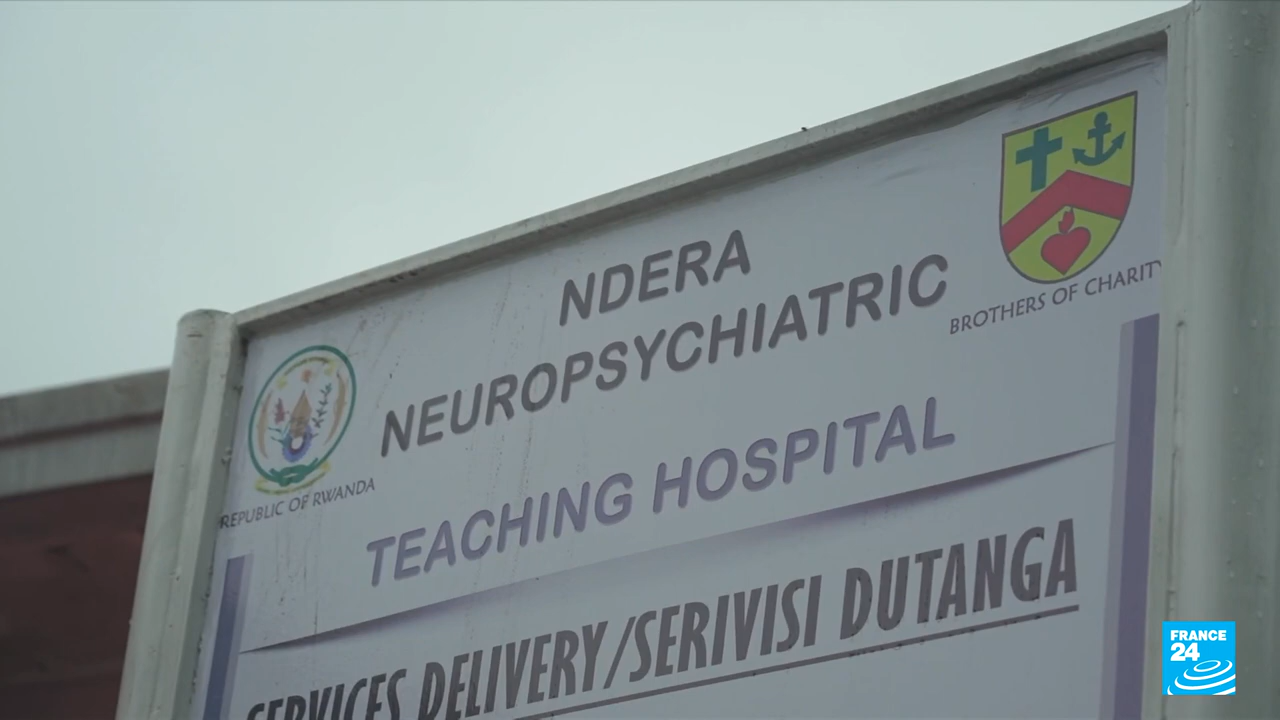 NDERA
NEUROPSYCHIATRIC
TEACHING HOSPITAL
REPUBLIC OF RWANDA
BROTHERS OF CHARITY
SERVICES DELIVERY/SERIVISI DUTANGA
FRANCE
24